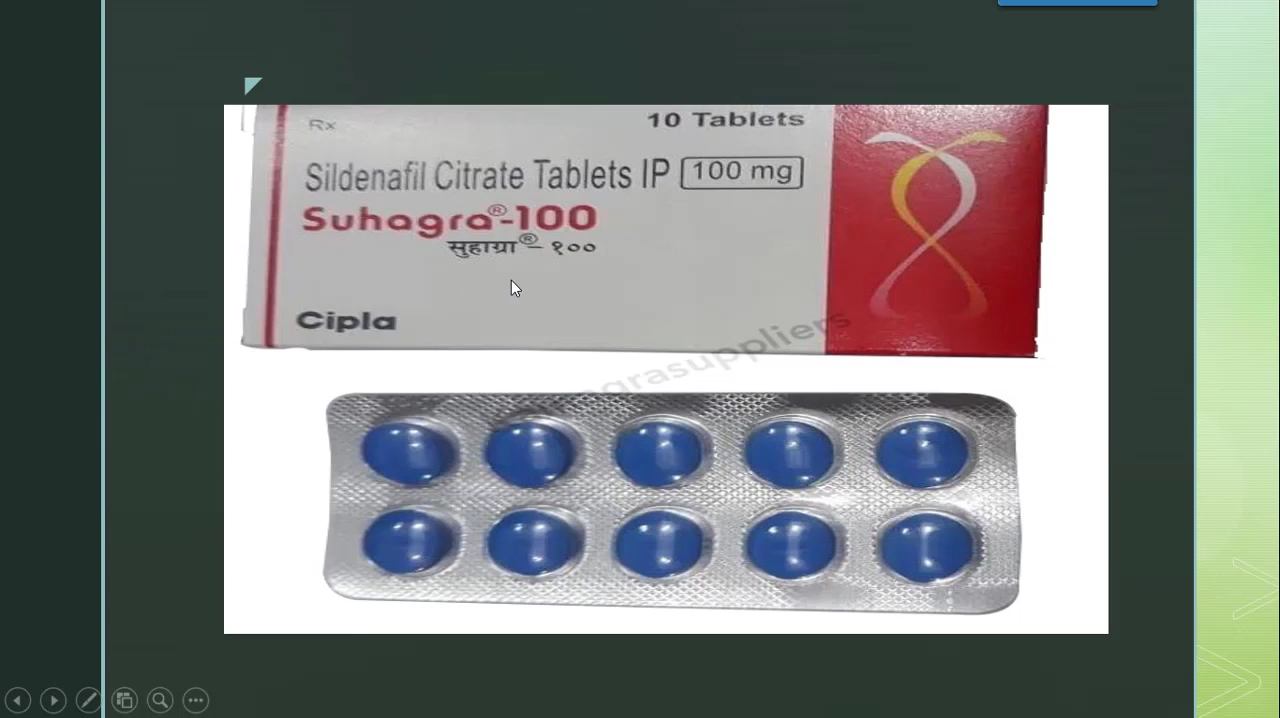 Rx
10 Tablets
Sildenafil Citrate Tablets IP 100 mg
Suhagra®-100
सुहाग्रा®- १००
Cipla